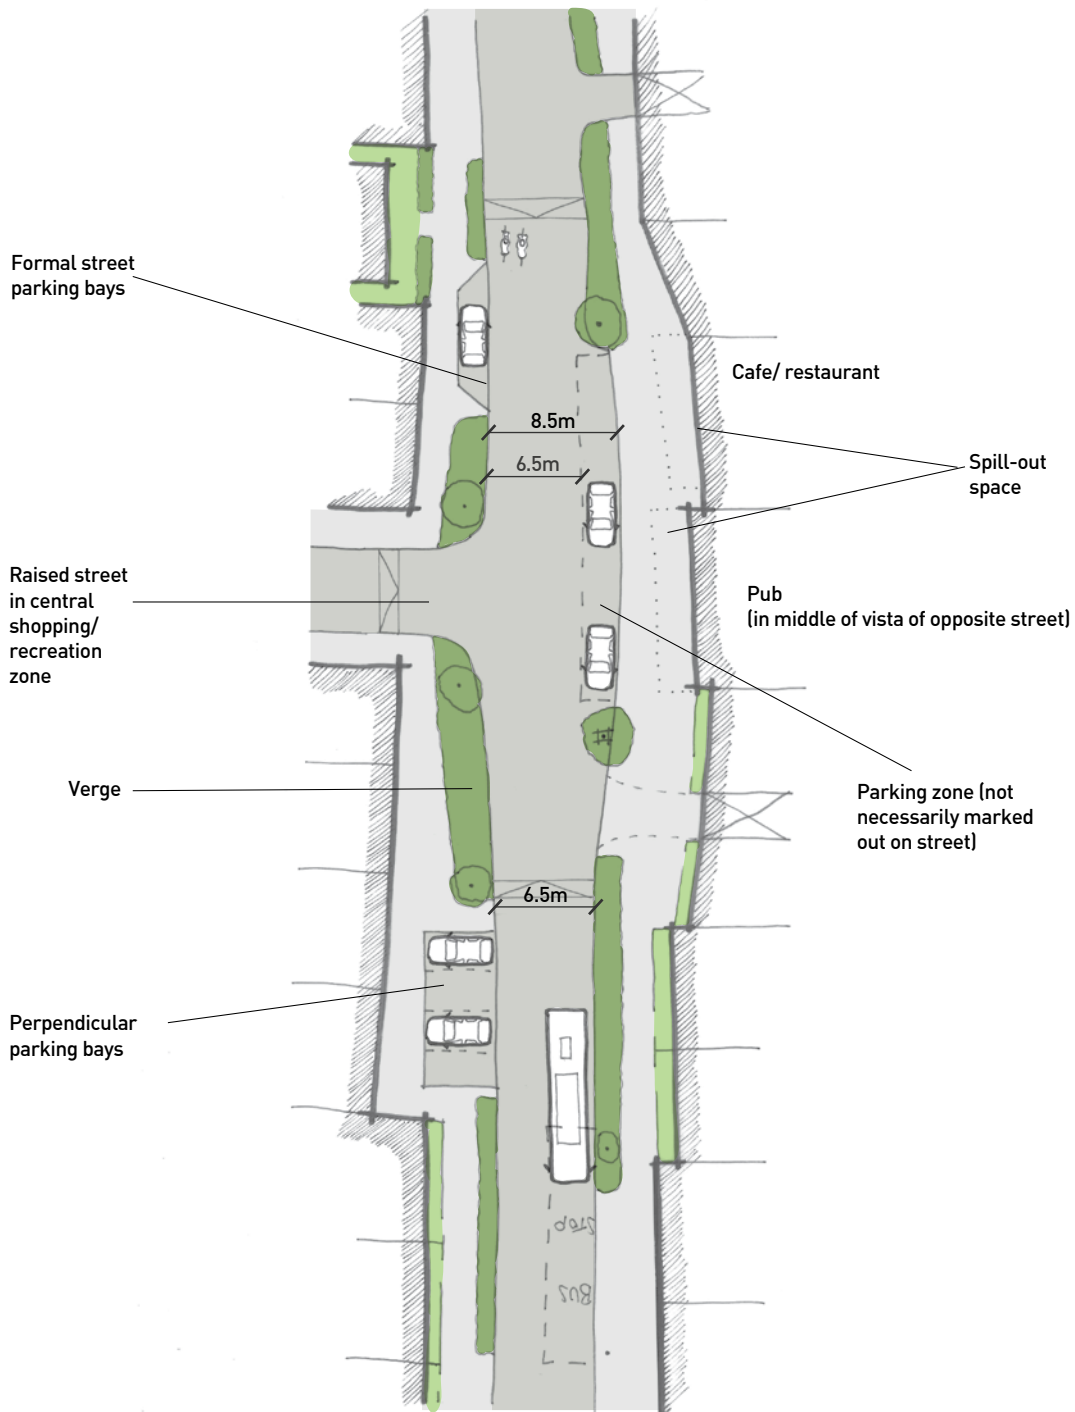 Formal street
parking bays
Cafe/ restaurant
8.5m
6.5m
Spill-out
space
Raised street
in central
shopping/
recreation
zone
Pub
(in middle of vista of opposite street)
Verge
Parking zone (not
necessarily marked
out on street)
6.5m
Perpendicular
parking bays
STOP
BUS